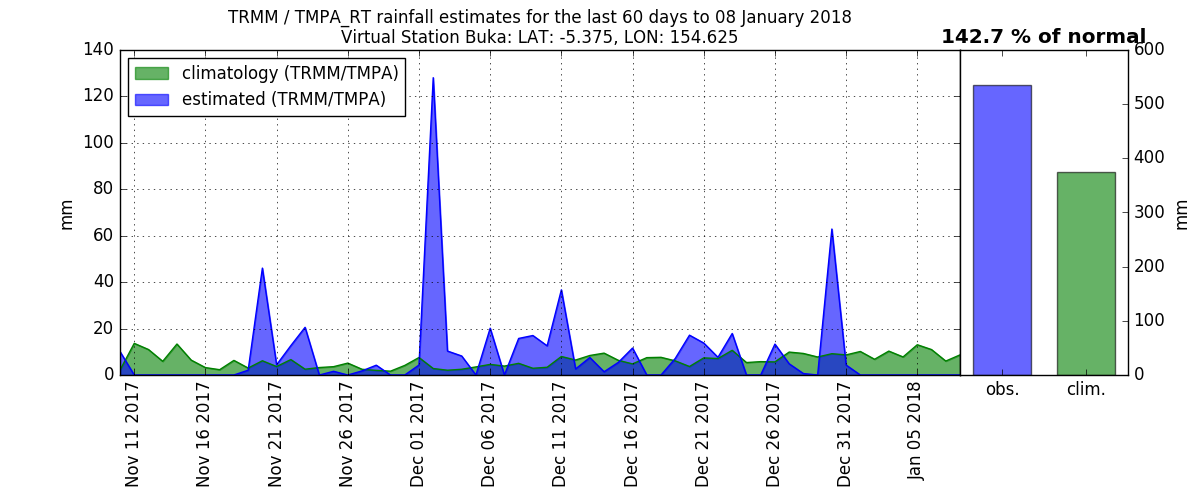 TRMM / TMPA_RT rainfall estimates for the last 60 days to 08 January 2018
Virtual Station Buka: LAT: -5.375, LON: 154.625
142.7 % of normal
climatology (TRMM/TMPA)
estimated (TRMM/TMPA)
140
120
100
80
60
40
20
0
mm
Nov 11 2017
Nov 16 2017
Nov 21 2017
Nov 26 2017
Dec 01 2017
Dec 06 2017
Dec 11 2017
Dec 16 2017
Dec 21 2017
Dec 26 2017
Dec 31 2017
Jan 05 2018
600
500
400
300
200
100
0
mm
obs.
clim.